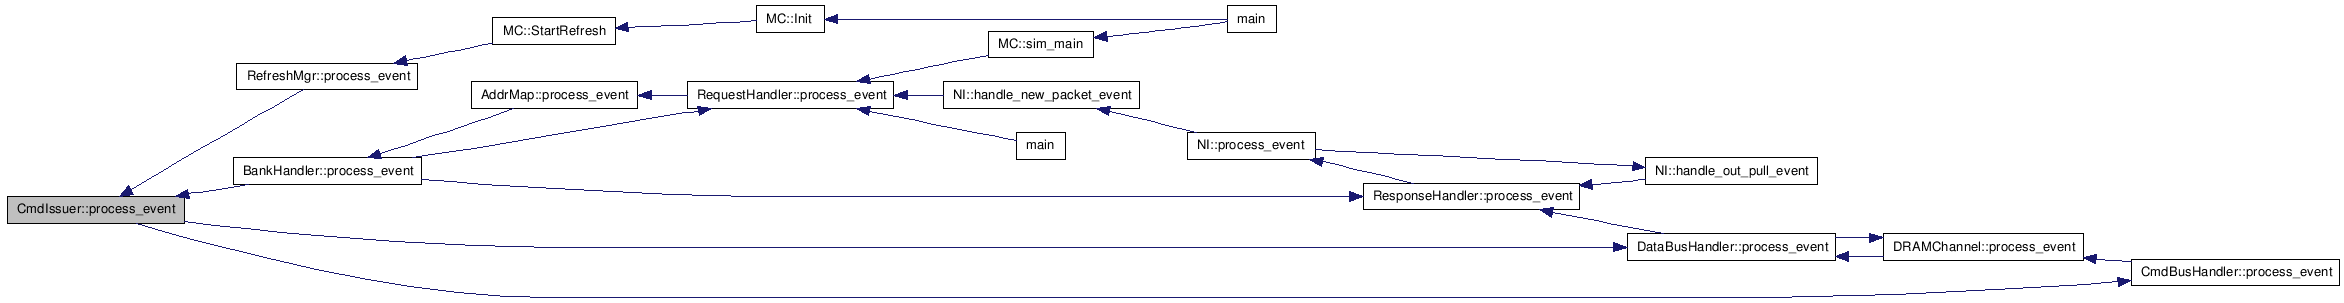 MC::Init
main
MC::StartRefresh
MC::sim_main
RefreshMgr::process_event
AddrMap::process_event
RequestHandler::process_event
NI::handle_new_packet_event
main
NI::process_event
BankHandler::process_event
NI::handle_out_pull_event
ResponseHandler::process_event
CmdIssuer::process_event
DataBusHandler::process_event
DRAMChannel::process_event
CmdBusHandler::process_event